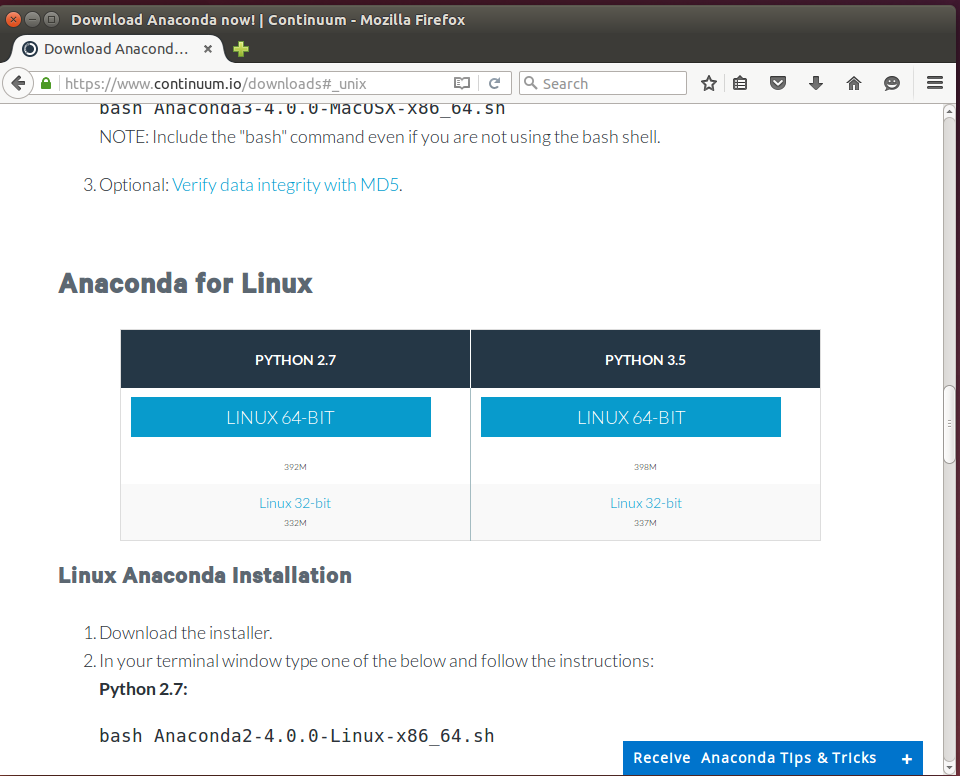 Download Anaconda now! | Continuum - Mozilla Firefox
Download Anacond...
https://www.continuum.io/downloads#_unix
Search
bash Anaconda3-4.0.0-MacOSX-x86_64.sh
NOTE: Include the "bash" command even if you are not using the bash shell.
3. Optional: Verify data integrity with MD5.
Anaconda for Linux
PYTHON 2.7 PYTHON 3.5
LINUX 64-BIT LINUX 64-BIT
392M 398M
Linux 32-bit Linux 32-bit
332M 337M
Linux Anaconda Installation
1. Download the installer.
2. In your terminal window type one of the below and follow the instructions:
Python 2.7:
bash Anaconda2-4.0.0-Linux-x86_64.sh
Receive Anaconda Tips & Tricks +